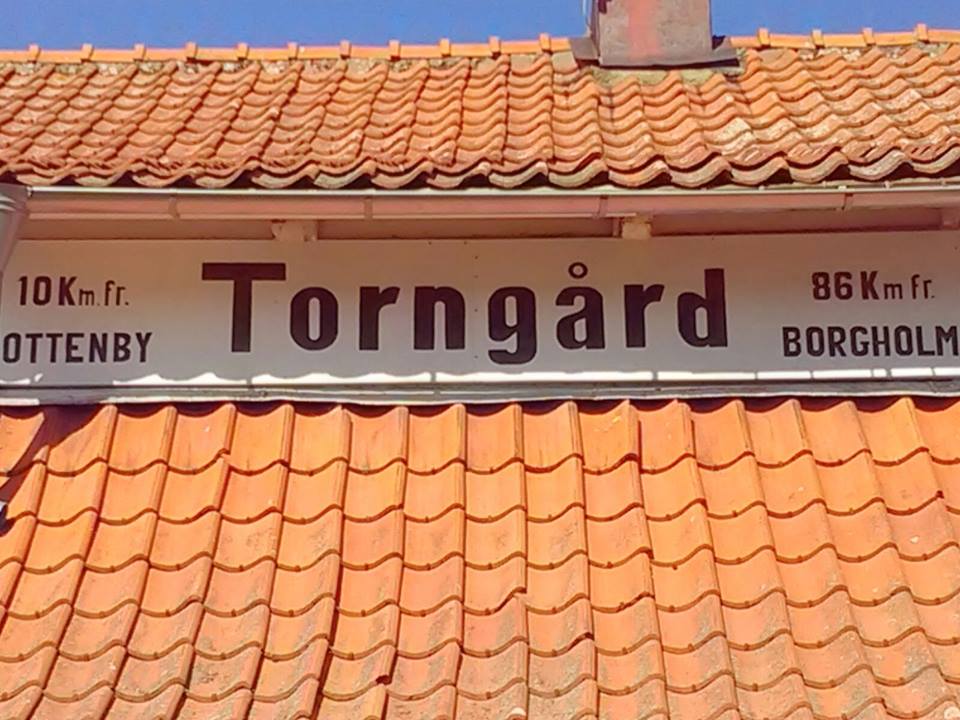 10 Km. fr.
OTTENBY
Torngård
86 Km fr.
BORGHOLM